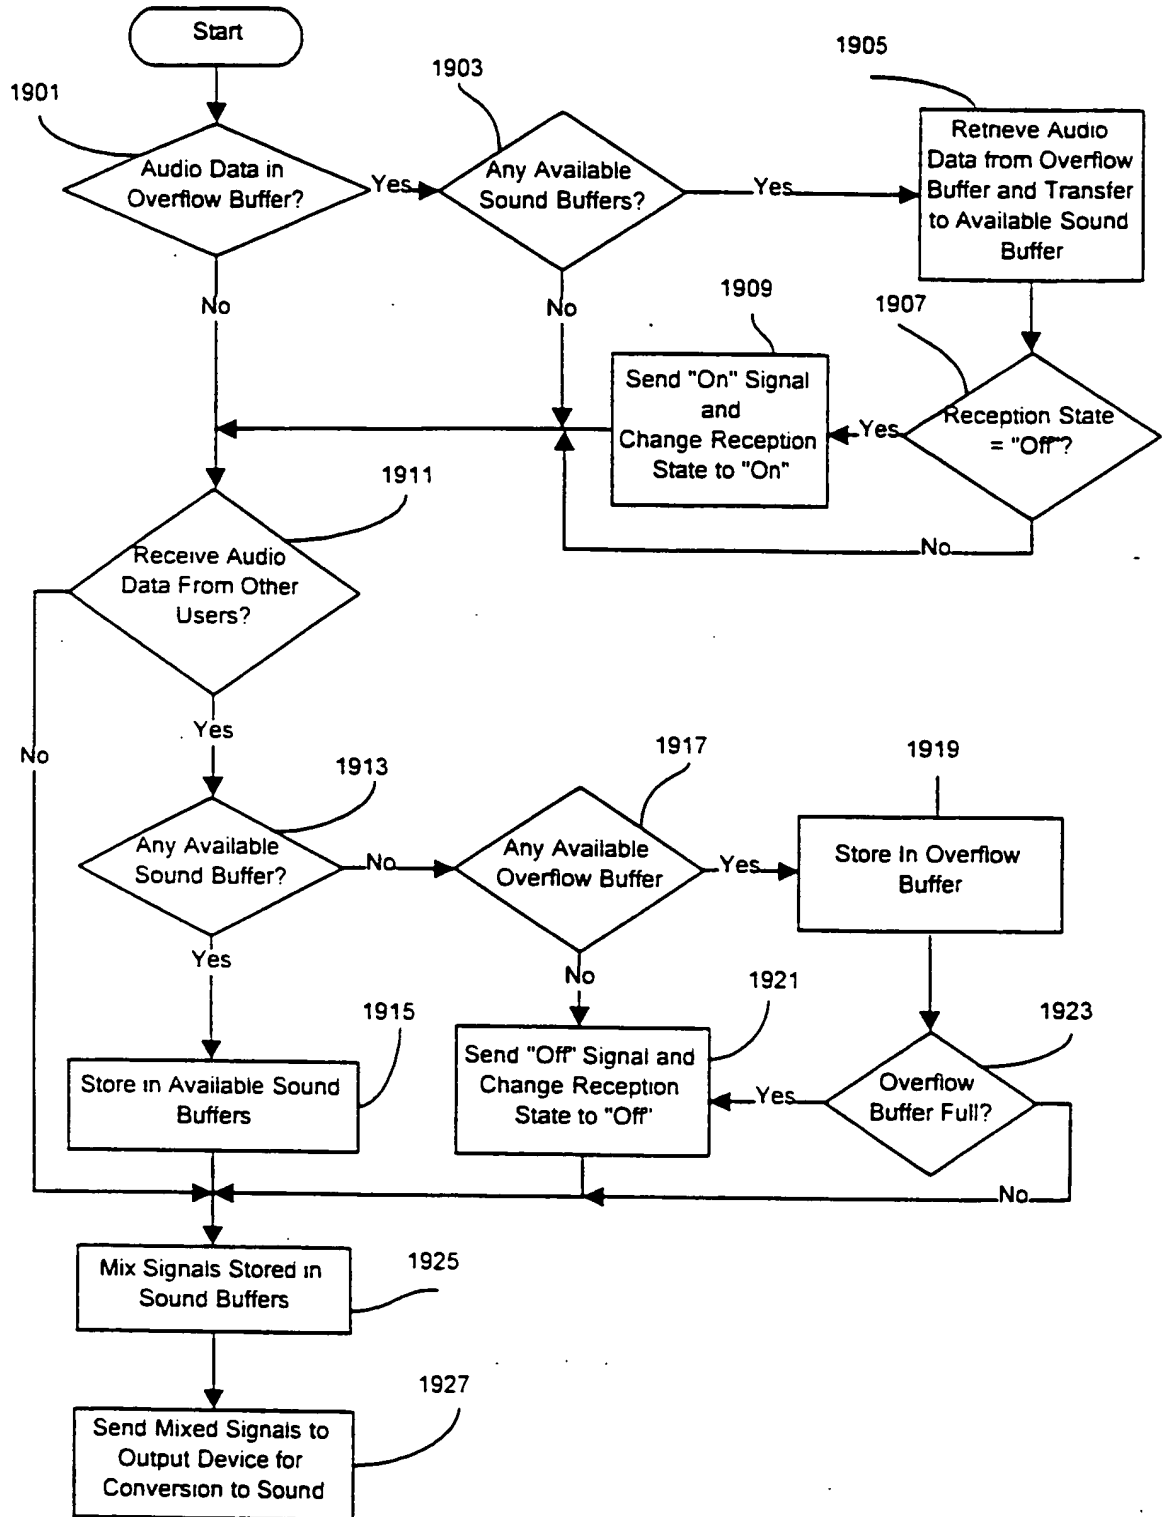 Start
1901
Audio Data in
Overflow Buffer?
Yes
No
1903
Any Available
Sound Buffers?
Yes
No
1905
Retrieve Audio
Data from Overflow
Buffer and Transfer
to Available Sound
Buffer
1907
Reception State
= "Off"?
Yes
No
1909
Send "On" Signal
and
Change Reception
State to "On"
1911
Receive Audio
Data From Other
Users?
Yes
No
1913
Any Available
Sound Buffer?
No
Yes
1915
Store in Available Sound
Buffers
1917
Any Available
Overflow Buffer
Yes
No
1919
Store In Overflow
Buffer
1921
Send "Off" Signal and
Change Reception
State to "Off"
1923
Overflow
Buffer Full?
Yes
No
1925
Mix Signals Stored in
Sound Buffers
1927
Send Mixed Signals to
Output Device for
Conversion to Sound